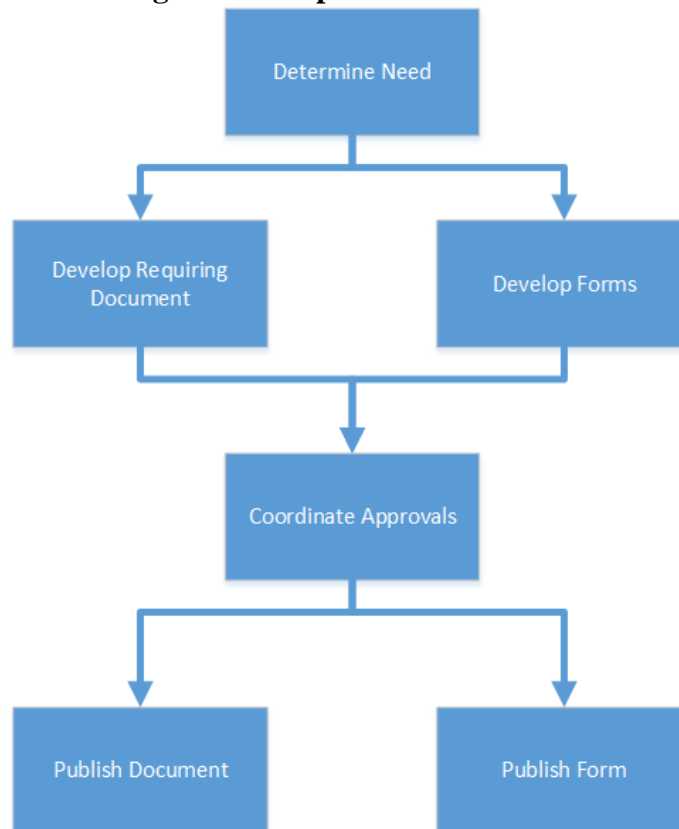 Determine Need
Develop Requiring
Document
Develop Forms
Coordinate Approvals
Publish Document
Publish Form